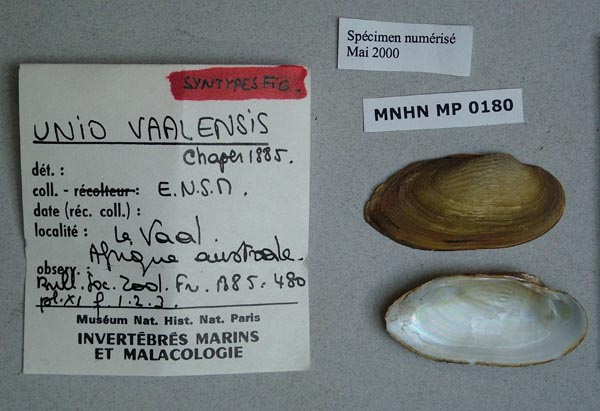 SYNTYPES FIG.
UNIO VAALENSIS
Chaper 1885.
dét. :
coll. - récolteur : E.N.S.M.
date (réc. coll.) :
localité : Le Vaal.
Afrique australe.
observ. :
Bull. Soc. Zool. Fr. 1885. 480
pl. XI f. 1.2.3.
Muséum Nat. Hist. Nat. Paris
INVERTÉBRÉS MARINS
ET MALACOLOGIE
Spécimen numérisé
Mai 2000
MNHN MP 0180